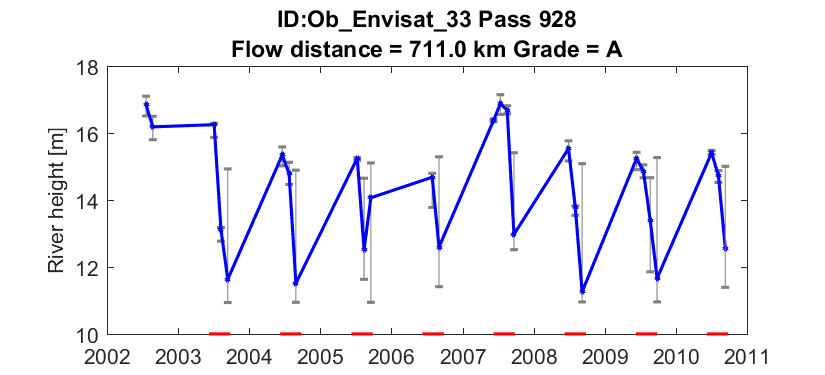 ID:Ob_Envisat_33 Pass 928
Flow distance = 711.0 km Grade = A
River height [m]
18
16
14
12
10
2002 2003 2004 2005 2006 2007 2008 2009 2010 2011